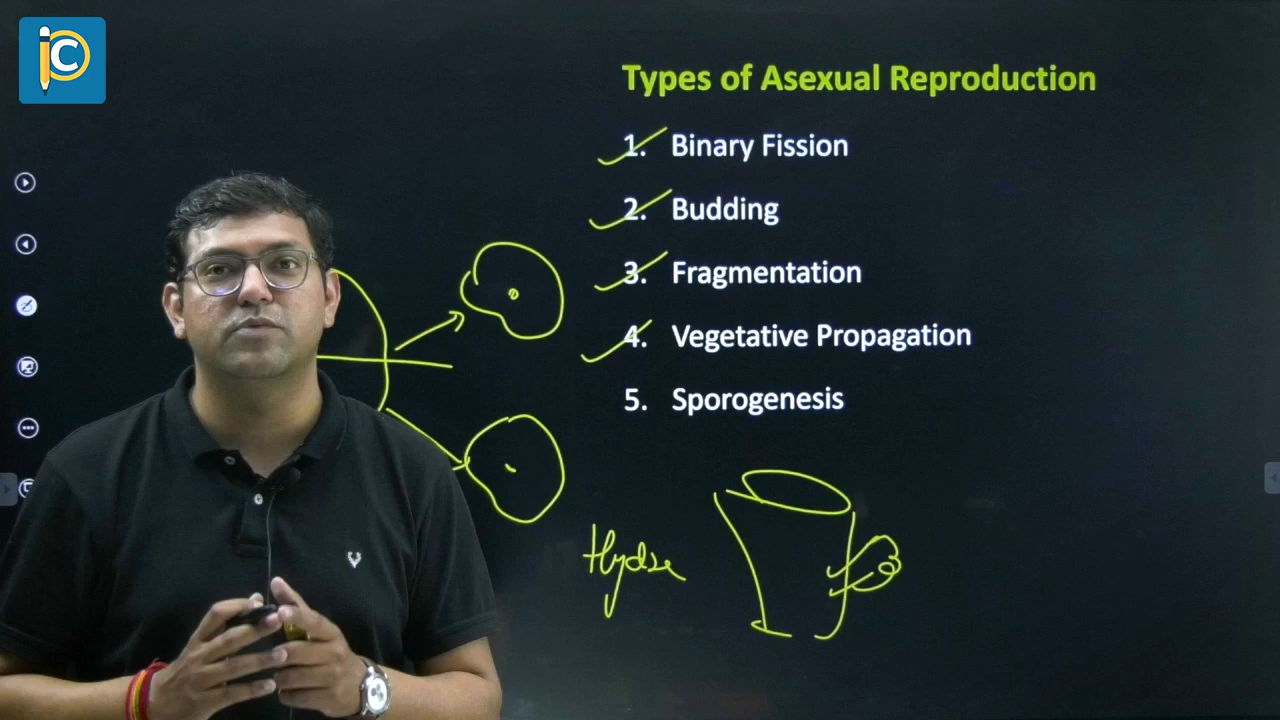 Types of Asexual Reproduction
1. Binary Fission
2. Budding
3. Fragmentation
4. Vegetative Propagation
5. Sporogenesis
Hydra